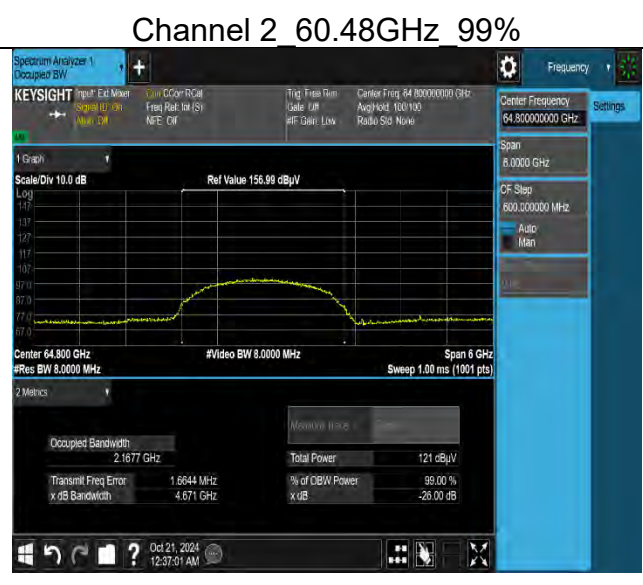 Channel 2_60.48GHz_99%
Spectrum Analyzer 1
Occupied BW
Frequency
KEYSIGHT Input: Ext Mixer
Signal ID: On
Atten: Off
Corr CCorr RCal
Freq Ref: Int (S)
NFE: Off
Trig: Free Run
Gate: Off
#IF Gain: Low
Center Freq: 64.800000000 GHz
Avg|Hold: 100/100
Radio Std: None
Center Frequency
64.800000000 GHz
Settings
Span
6.0000 GHz
CF Step
600.000000 MHz
Auto
Man
1 Graph
Scale/Div 10.0 dB
Ref Value 156.99 dBµV
Log
147
137
127
117
107
97.0
87.0
77.0
67.0
Center 64.800 GHz
#Video BW 8.0000 MHz
Span 6 GHz
#Res BW 8.0000 MHz
Sweep 1.00 ms (1001 pts)
2 Metrics
Measure Trace
Occupied Bandwidth
2.1677 GHz
Total Power
121 dBµV
Transmit Freq Error
1.6644 MHz
% of OBW Power
99.00 %
x dB Bandwidth
4.671 GHz
x dB
-26.00 dB
Oct 21, 2024
12:37:01 AM